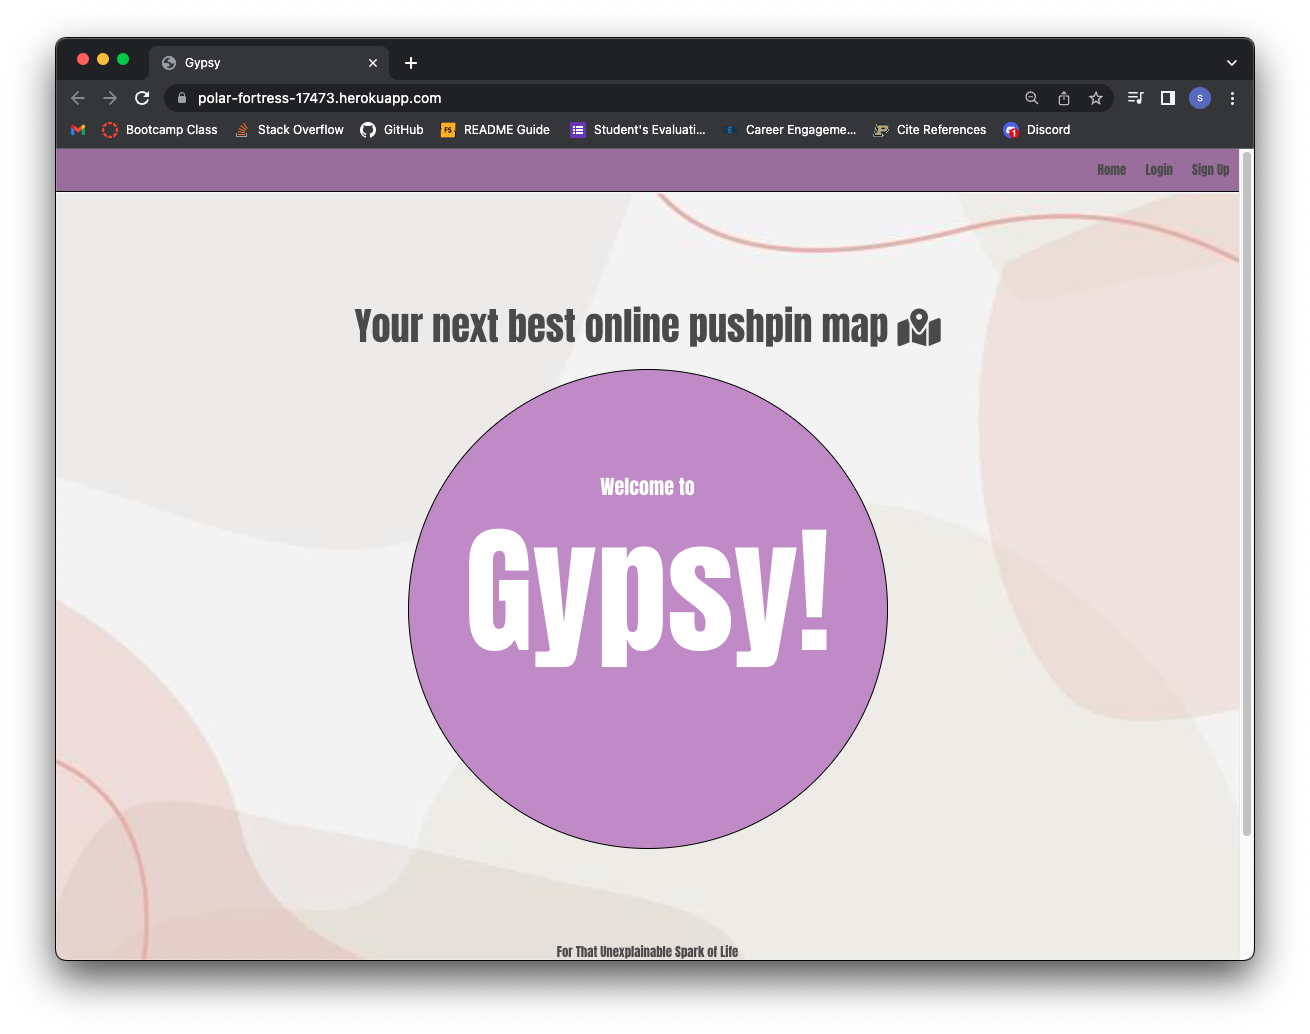 Gypsy
polar-fortress-17473.herokuapp.com
S
Bootcamp Class
Stack Overflow
GitHub
FS
README Guide
Student's Evaluati...
E
Career Engageme...
Cite References
1
Discord
Home
Login
Sign Up
Your next best online pushpin map
Welcome to
Gypsy!
For That Unexplainable Spark of Life